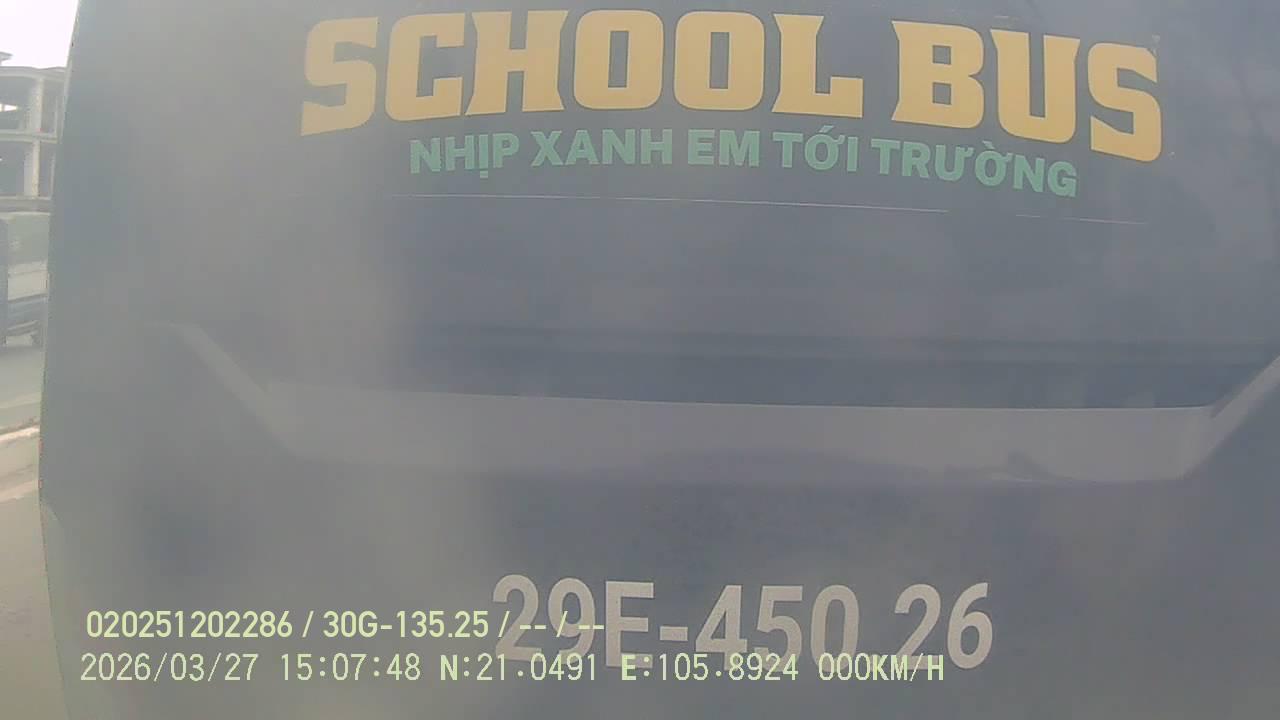 SCHOOL BUS
NHỊP XANH EM TỚI TRƯỜNG
29E-450.26
020251202286 / 30G-135.25 / -- / --
2026/03/27 15:07:48 N:21.0491 E:105.8924 000KM/H